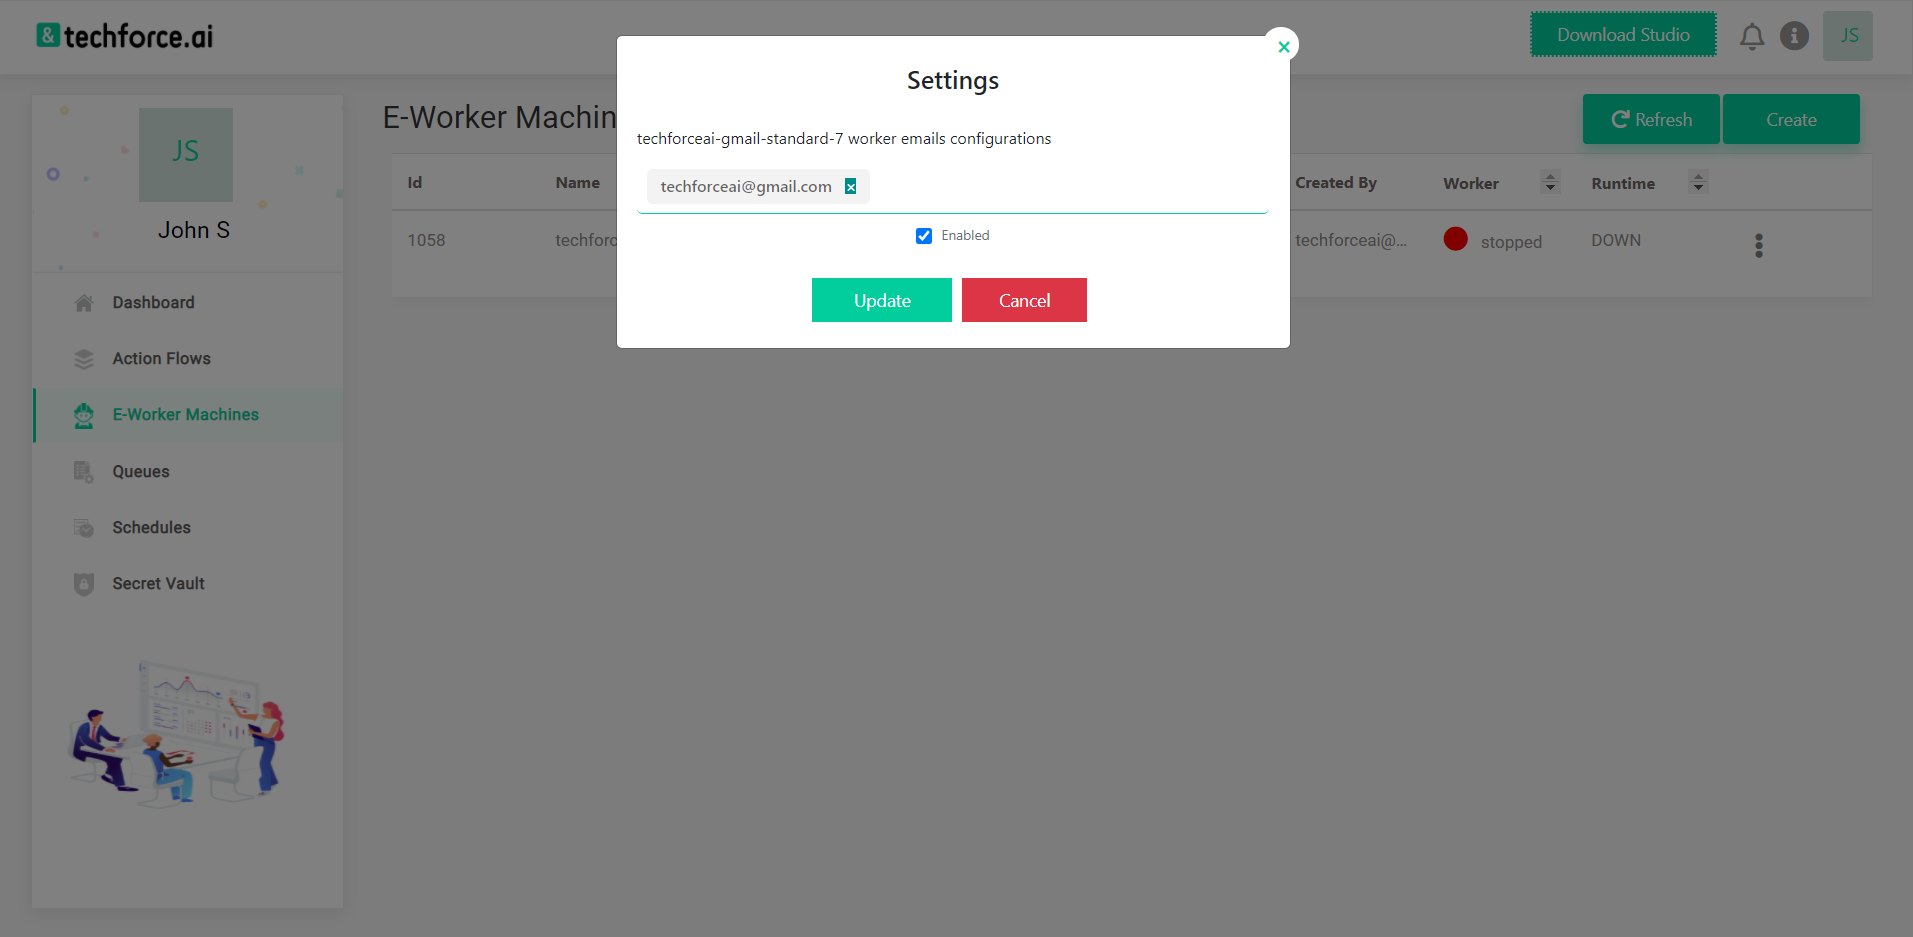 & techforce.ai
Download Studio
JS
Settings
techforceai-gmail-standard-7 worker emails configurations
techforceai@gmail.com
Enabled
Update Cancel
JS
John S
Dashboard
Action Flows
E-Worker Machines
Queues
Schedules
Secret Vault
E-Worker Machin
Refresh Create
Id Name Created By Worker Runtime
1058 techforc techforceai@... stopped DOWN